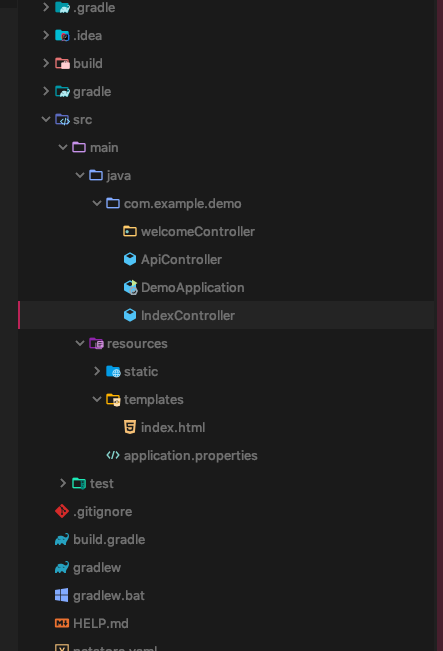 .gradle
.idea
build
gradle
src
main
java
com.example.demo
welcomeController
ApiController
DemoApplication
IndexController
resources
static
templates
index.html
application.properties
test
.gitignore
build.gradle
gradlew
gradlew.bat
HELP.md